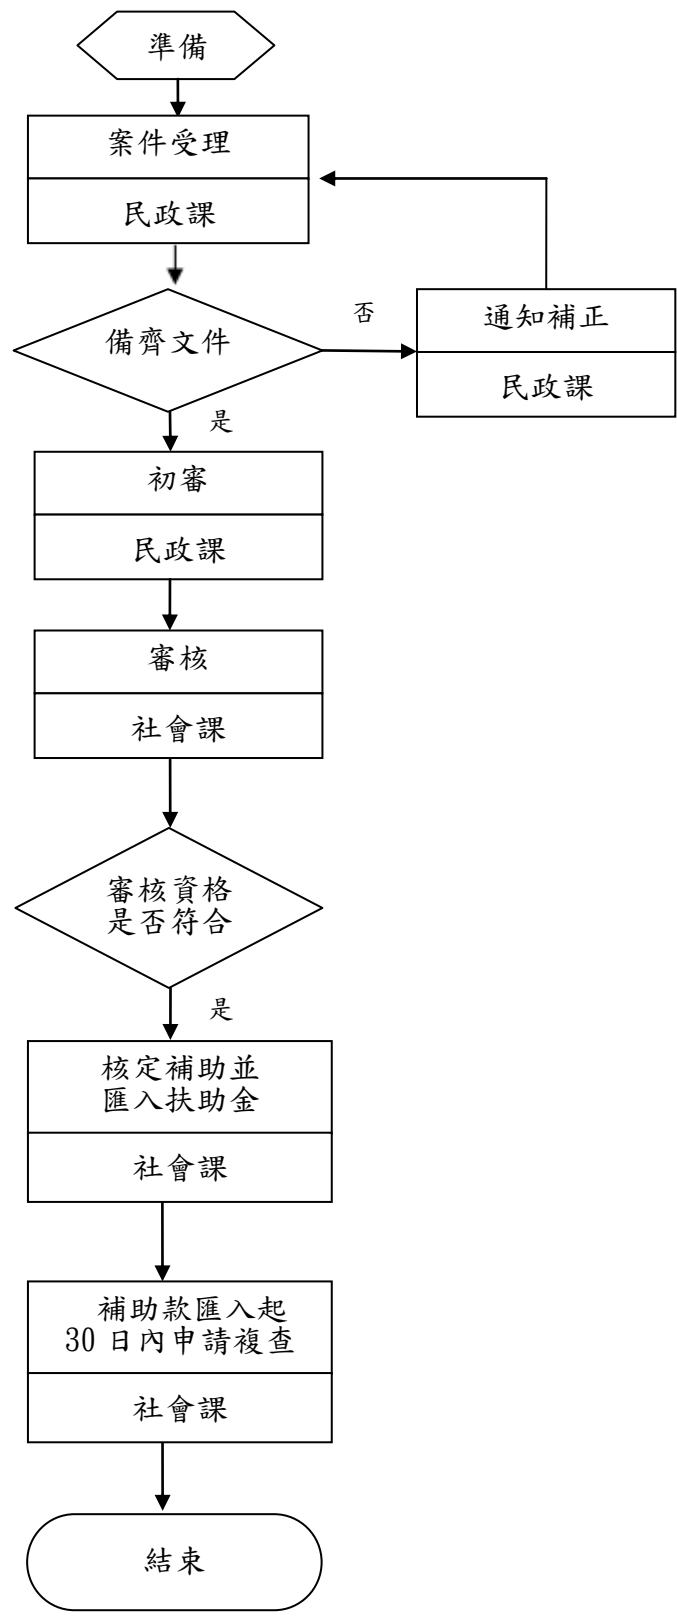 準備
案件受理
民政課
備齊文件
否
通知補正
民政課
是
初審
民政課
審核
社會課
審核資格
是否符合
是
核定補助並
匯入扶助金
社會課
補助款匯入起
30 日內申請複查
社會課
結束